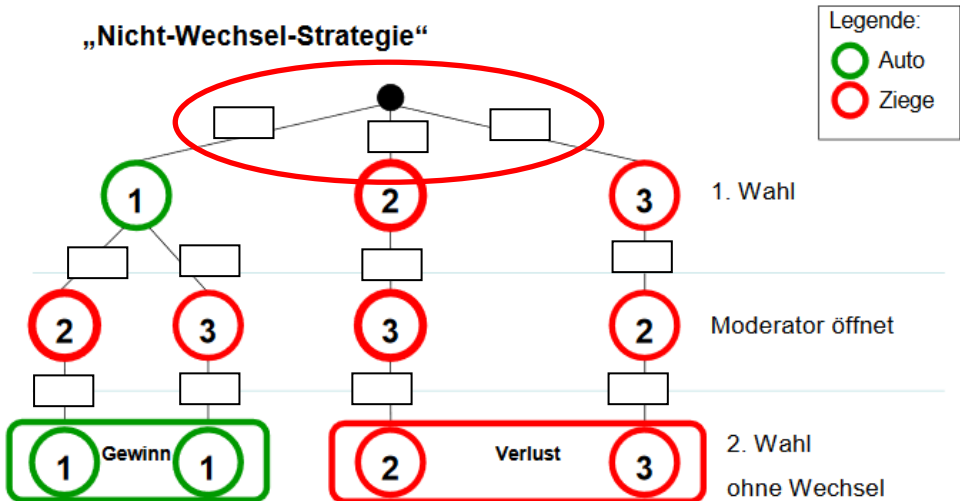 „Nicht-Wechsel-Strategie“
Legende:
Auto
Ziege
1
2
3
1. Wahl
2
3
3
2
Moderator öffnet
1
Gewinn
1
2
Verlust
3
2. Wahl
ohne Wechsel